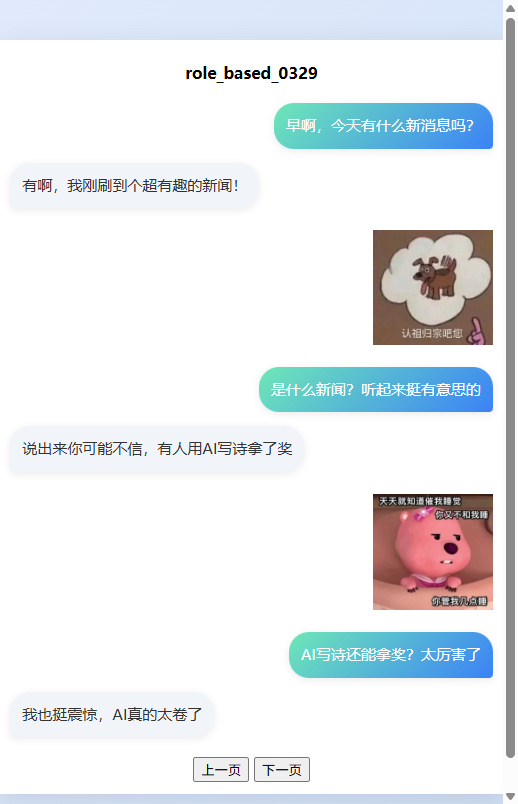 role_based_0329
早啊，今天有什么新消息吗？
有啊，我刚刷到个超有趣的新闻！
认祖归宗吧您
是什么新闻？听起来挺有意思的
说出来你可能不信，有人用AI写诗拿了奖
天天就知道催我睡觉
你又不和我睡
你管我几点睡
AI写诗还能拿奖？太厉害了
我也挺震惊，AI真的太卷了
上一页 下一页